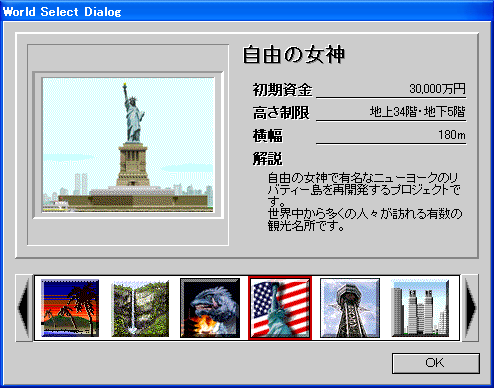 World Select Dialog
自由の女神
初期資金 30,000万円
高さ制限 地上34階・地下5階
横幅 180m
解説
自由の女神で有名なニューヨークのリ
バティー島を再開発するプロジェクトで
す。
世界中から多くの人々が訪れる有数の
観光名所です。
OK